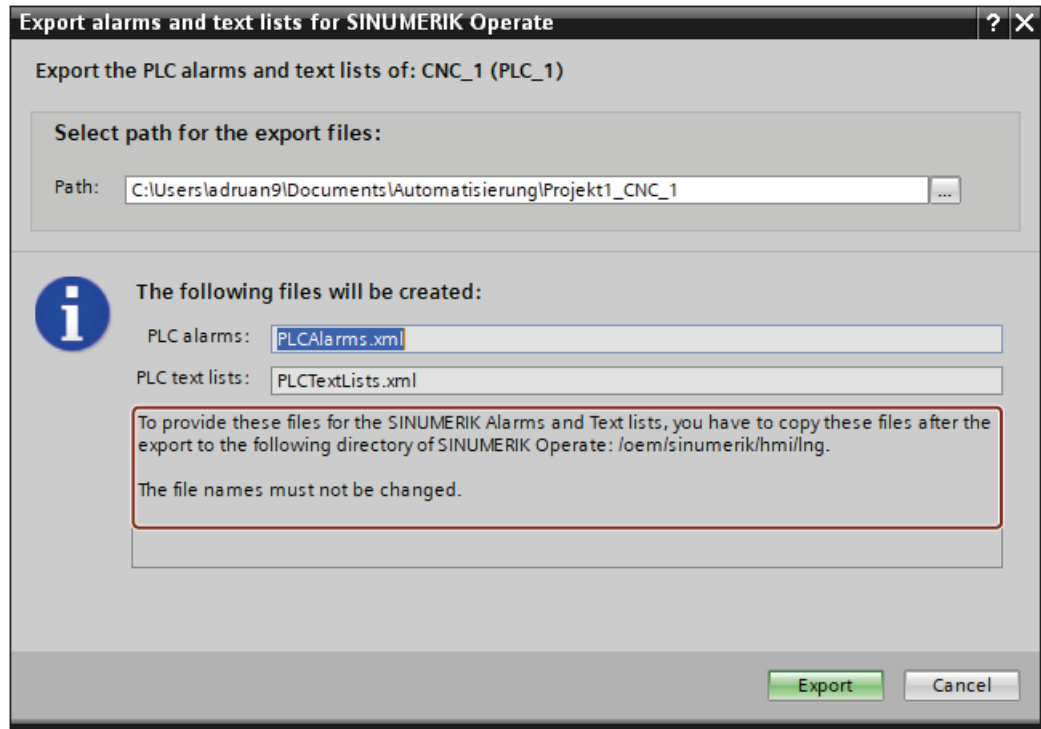 Export alarms and text lists for SINUMERIK Operate ? X
Export the PLC alarms and text lists of: CNC_1 (PLC_1)
Select path for the export files:
Path: C:\Users\adruan9\Documents\Automatisierung\Projekt1_CNC_1 ...
The following files will be created:
PLC alarms: PLCAlarms.xml
PLC text lists: PLCTextLists.xml
To provide these files for the SINUMERIK Alarms and Text lists, you have to copy these files after the
export to the following directory of SINUMERIK Operate: /oem/sinumerik/hmi/lng.
The file names must not be changed.
Export Cancel